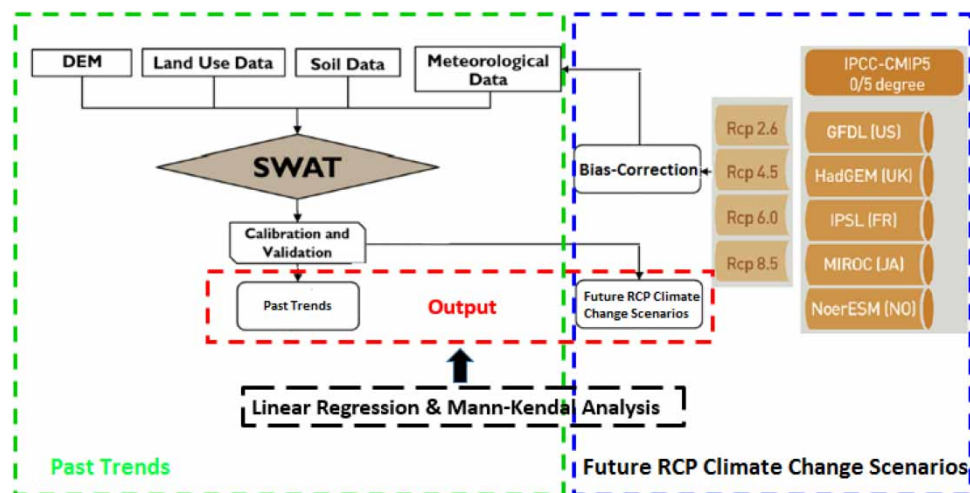 DEM
Land Use Data
Soil Data
Meteorological
Data
SWAT
Calibration and
Validation
Past Trends
Output
Future RCP Climate
Change Scenarios
Linear Regression & Mann-Kendal Analysis
Past Trends
Bias-Correction
Rcp 2.6
Rcp 4.5
Rcp 6.0
Rcp 8.5
IPCC-CMIP5
0/5 degree
GFDL (US)
HadGEM (UK)
IPSL (FR)
MIROC (JA)
NoerESM (NO)
Future RCP Climate Change Scenarios